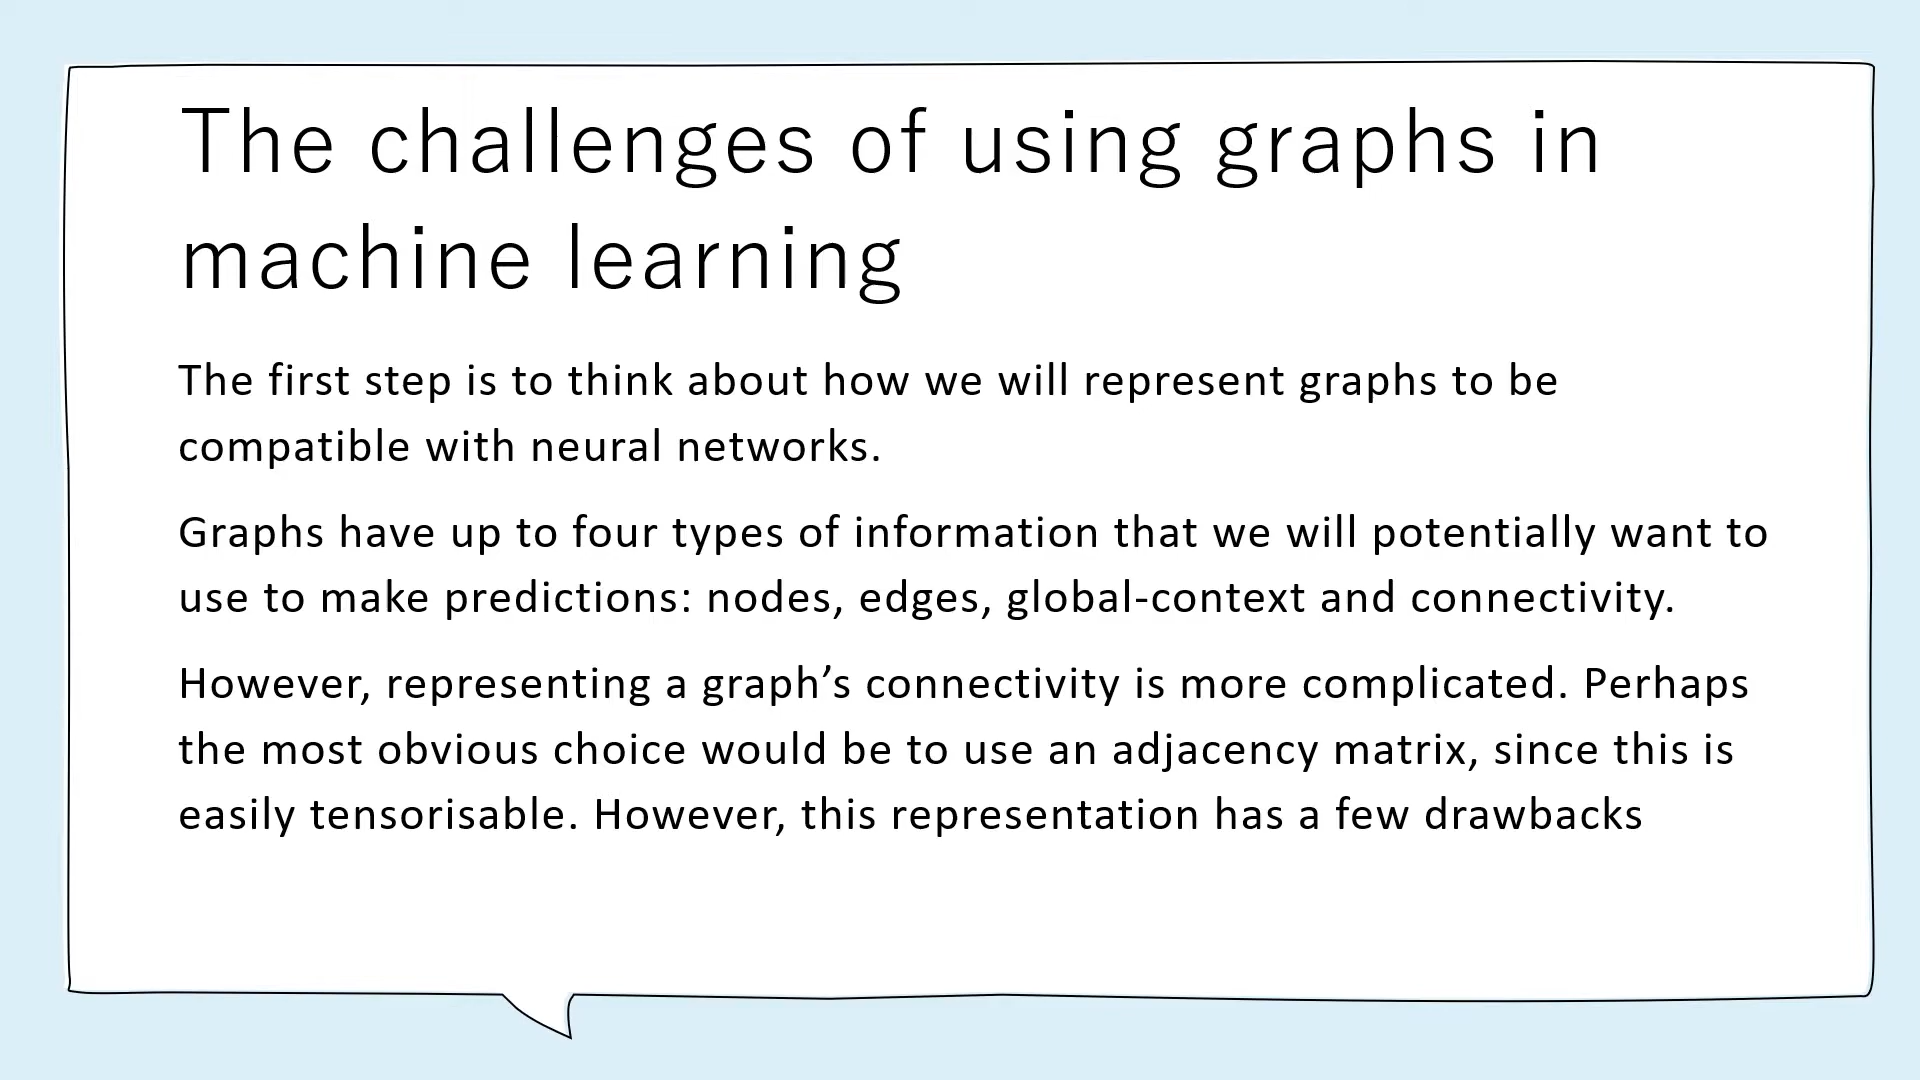 The challenges of using graphs in
machine learning
The first step is to think about how we will represent graphs to be
compatible with neural networks.
Graphs have up to four types of information that we will potentially want to
use to make predictions: nodes, edges, global-context and connectivity.
However, representing a graph’s connectivity is more complicated. Perhaps
the most obvious choice would be to use an adjacency matrix, since this is
easily tensorisable. However, this representation has a few drawbacks